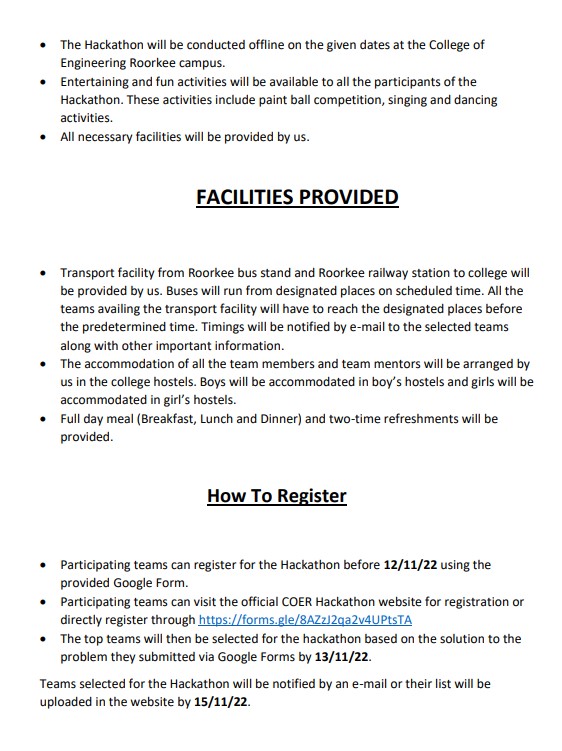 • The Hackathon will be conducted offline on the given dates at the College of
Engineering Roorkee campus.
• Entertaining and fun activities will be available to all the participants of the
Hackathon. These activities include paint ball competition, singing and dancing
activities.
• All necessary facilities will be provided by us.
FACILITIES PROVIDED
• Transport facility from Roorkee bus stand and Roorkee railway station to college will
be provided by us. Buses will run from designated places on scheduled time. All the
teams availing the transport facility will have to reach the designated places before
the predetermined time. Timings will be notified by e-mail to the selected teams
along with other important information.
• The accommodation of all the team members and team mentors will be arranged by
us in the college hostels. Boys will be accommodated in boy’s hostels and girls will be
accommodated in girl’s hostels.
• Full day meal (Breakfast, Lunch and Dinner) and two-time refreshments will be
provided.
How To Register
• Participating teams can register for the Hackathon before 12/11/22 using the
provided Google Form.
• Participating teams can visit the official COER Hackathon website for registration or
directly register through https://forms.gle/8AZzJ2qa2v4UPtsTA
• The top teams will then be selected for the hackathon based on the solution to the
problem they submitted via Google Forms by 13/11/22.
Teams selected for the Hackathon will be notified by an e-mail or their list will be
uploaded in the website by 15/11/22.